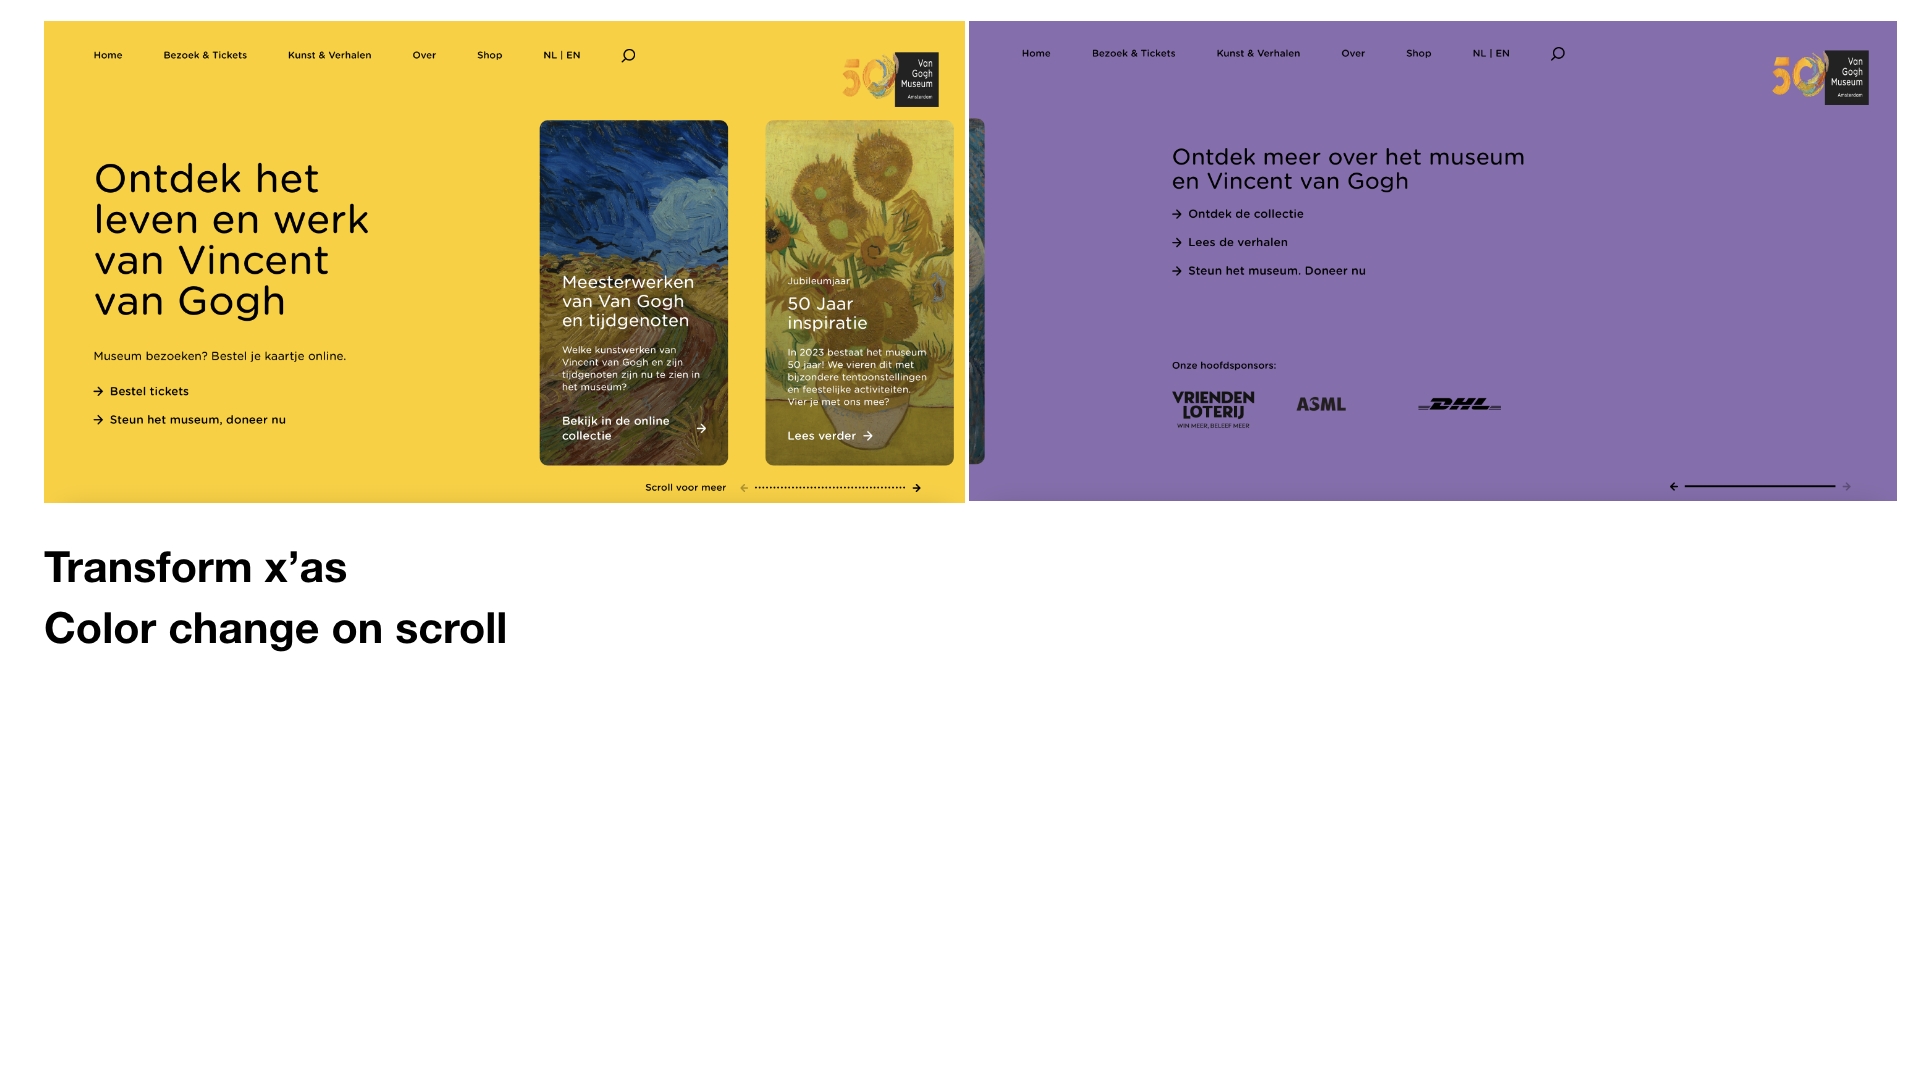 Home Bezoek & Tickets Kunst & Verhalen Over Shop NL | EN
50 Van
Gogh
Museum
Amsterdam
Ontdek het
leven en werk
van Vincent
van Gogh
Museum bezoeken? Bestel je kaartje online.
→ Bestel tickets
→ Steun het museum, doneer nu
Meesterwerken
van Van Gogh
en tijdgenoten
Welke kunstwerken van
Vincent van Gogh en zijn
tijdgenoten zijn nu te zien in
het museum?
Bekijk in de online
collectie →
Jubileumjaar
50 Jaar
inspiratie
In 2023 bestaat het museum
50 jaar! We vieren dit met
bijzondere tentoonstellingen
en feestelijke activiteiten.
Vier je met ons mee?
Lees verder →
Scroll voor meer ← →
Home Bezoek & Tickets Kunst & Verhalen Over Shop NL | EN
50 Van
Gogh
Museum
Amsterdam
Ontdek meer over het museum
en Vincent van Gogh
→ Ontdek de collectie
→ Lees de verhalen
→ Steun het museum. Doneer nu
Onze hoofdsponsors:
VRIENDEN
LOTERIJ
WIN MEER, BELEEF MEER
ASML
DHL
← →
Transform x’as
Color change on scroll